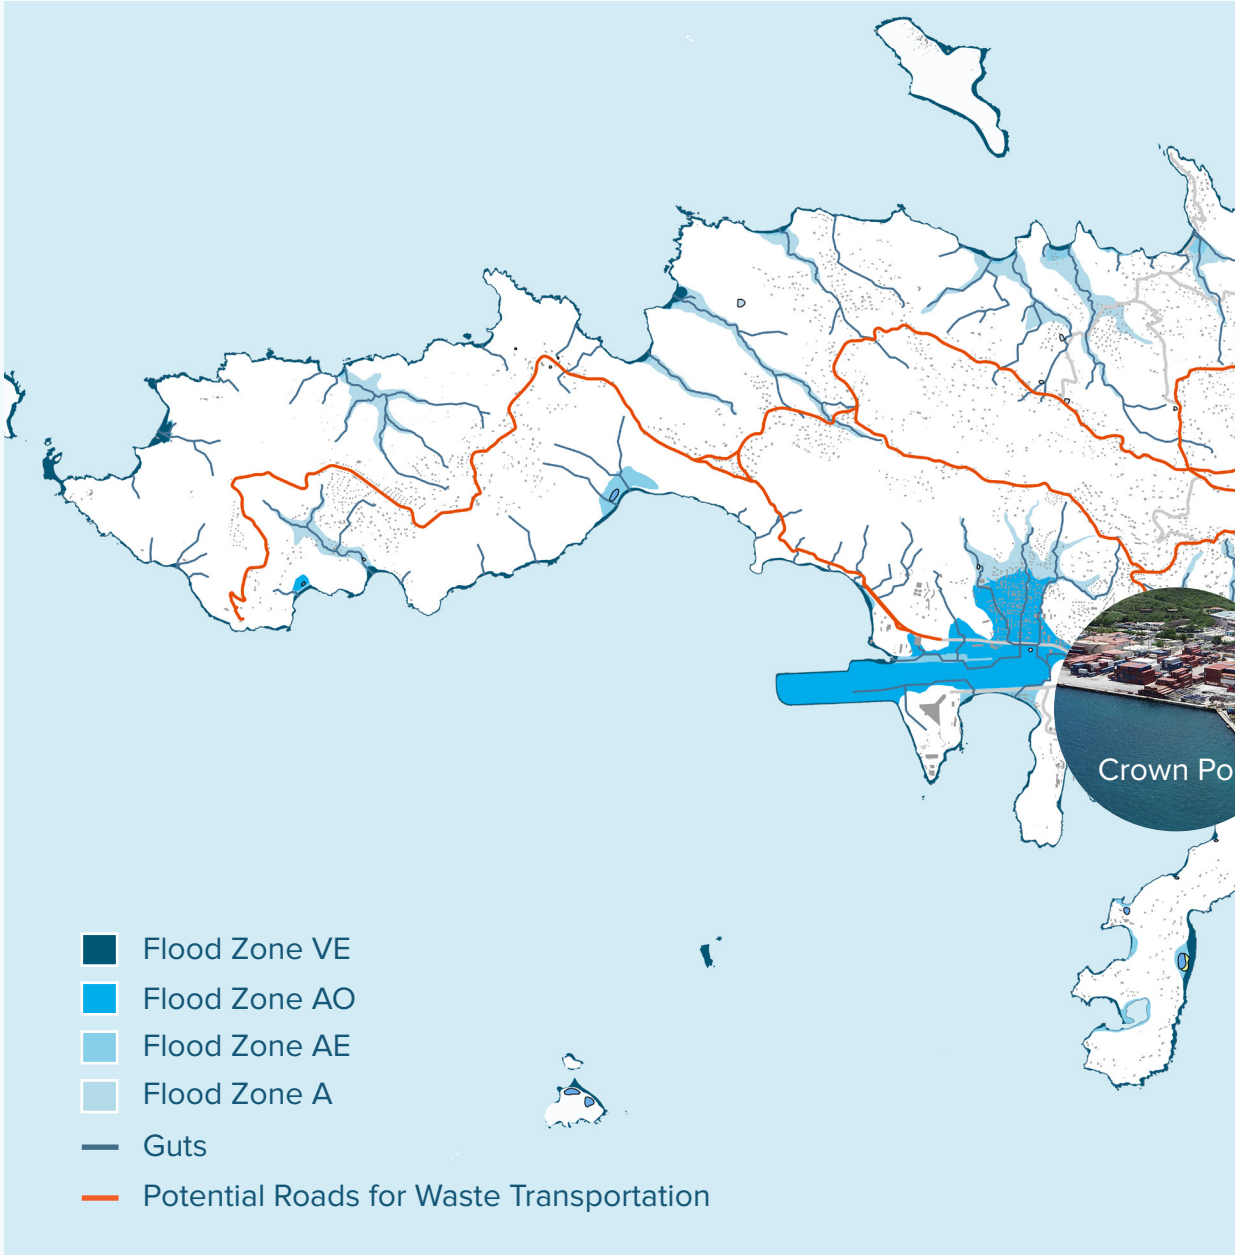 Crown Po
Flood Zone VE
Flood Zone AO
Flood Zone AE
Flood Zone A
Guts
Potential Roads for Waste Transportation